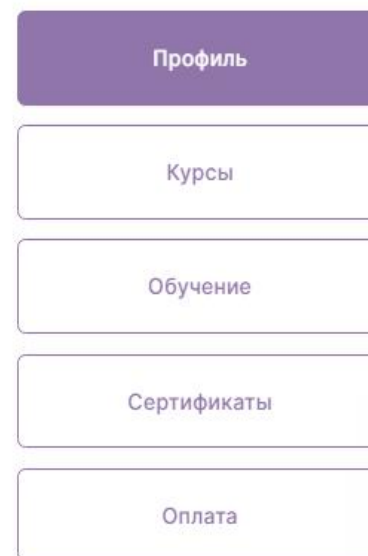 Профиль
Курсы
Обучение
Сертификаты
Оплата